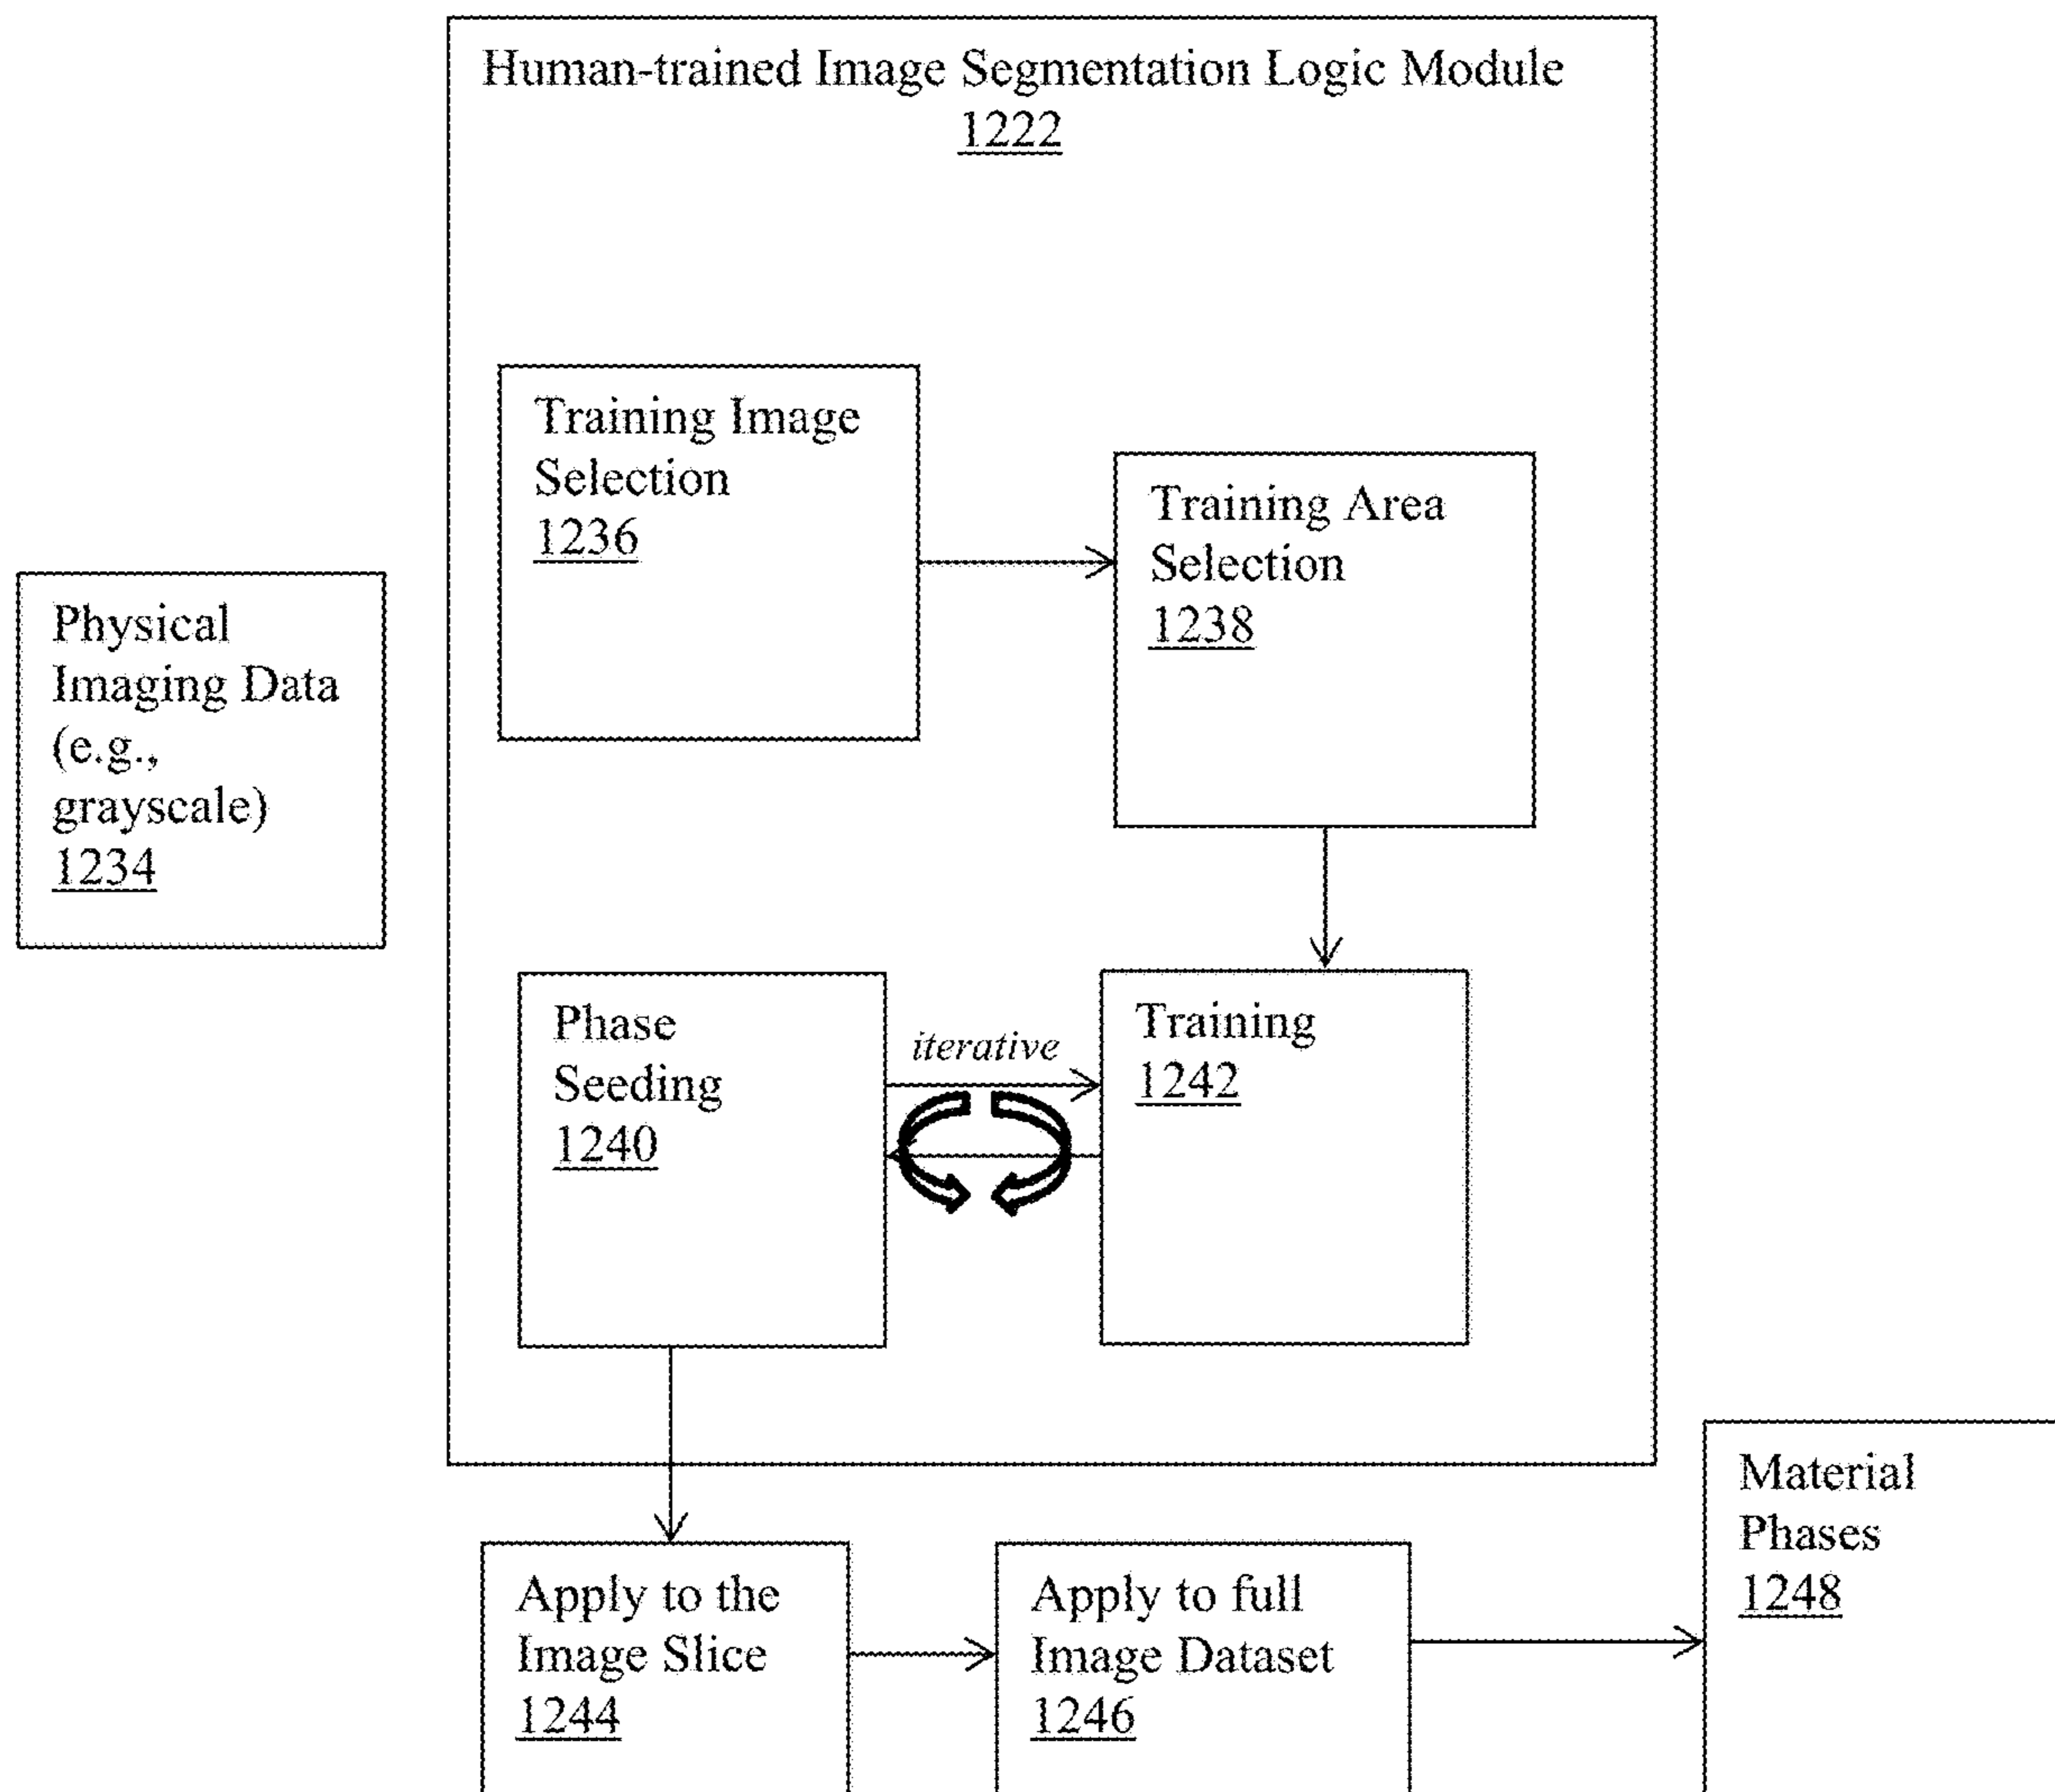 Human-trained Image Segmentation Logic Module
1222
Training Image
Selection
1236
Training Area
Selection
1238
Physical
Imaging Data
(e.g.,
grayscale)
1234
Phase
Seeding
1240
iterative
Training
1242
Apply to the
Image Slice
1244
Apply to full
Image Dataset
1246
Material
Phases
1248